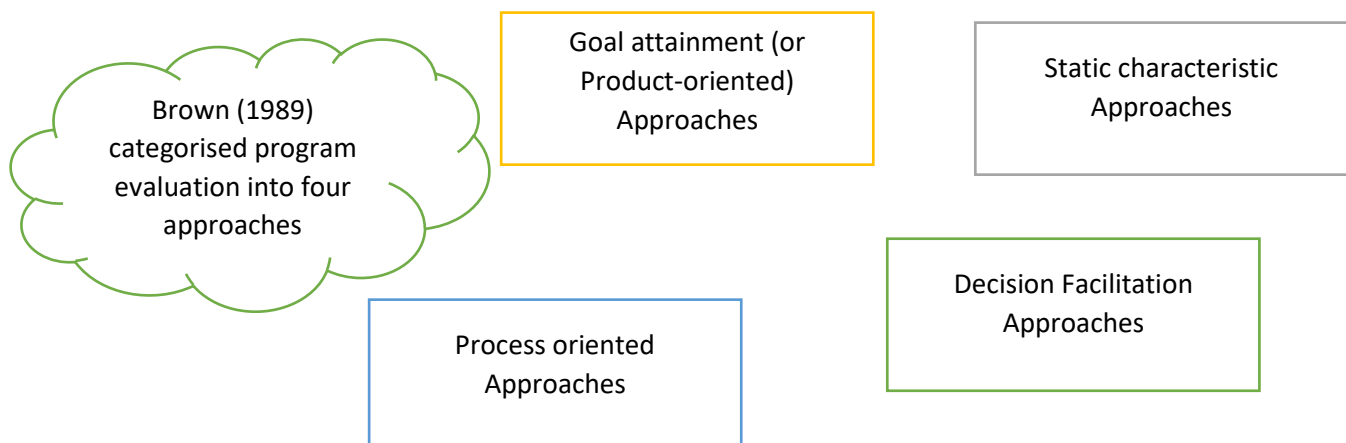 Brown (1989)
categorised program
evaluation into four
approaches
Goal attainment (or
Product-oriented)
Approaches
Static characteristic
Approaches
Process oriented
Approaches
Decision Facilitation
Approaches